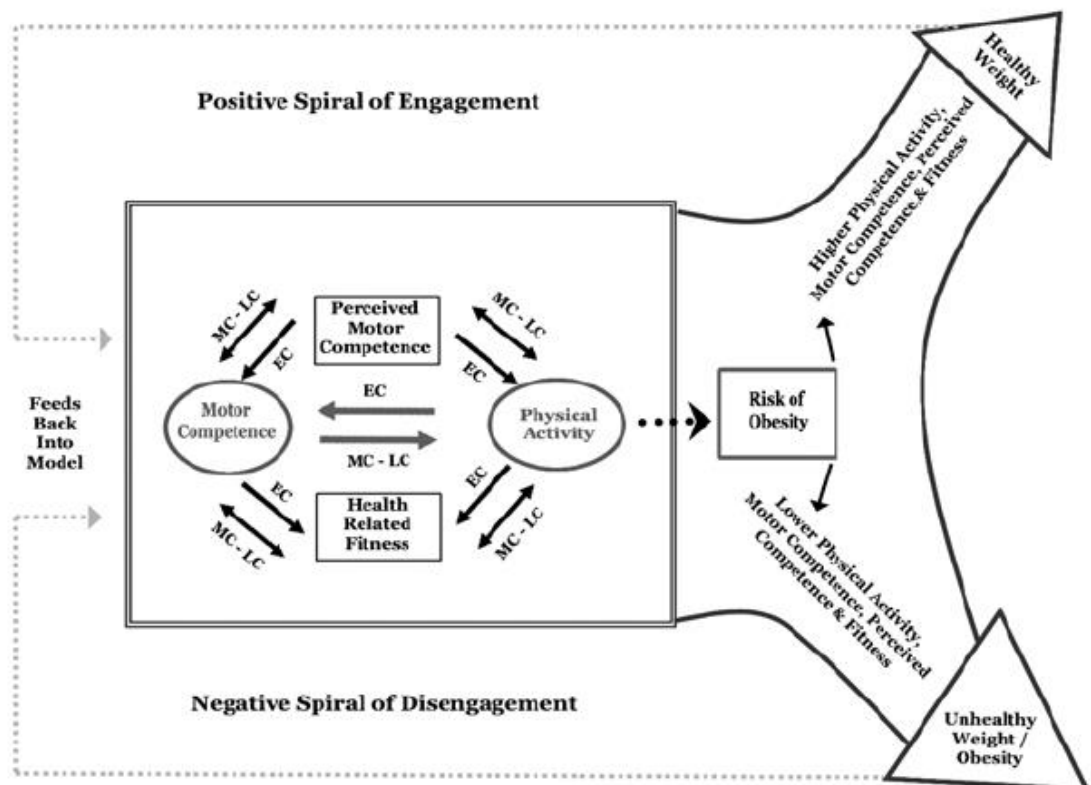 Healthy
Weight
Positive Spiral of Engagement
Higher Physical Activity,
Motor Competence, Perceived
Competence & Fitness
MC - LC
EC
Perceived
Motor
Competence
MC - LC
EC
Feeds
Back
Into
Model
Motor
Competence
EC
MC - LC
Physical
Activity
Risk of
Obesity
EC
MC - LC
Health
Related
Fitness
EC
MC - LC
Lower Physical Activity,
Motor Competence, Perceived
Competence & Fitness
Negative Spiral of Disengagement
Unhealthy
Weight /
Obesity